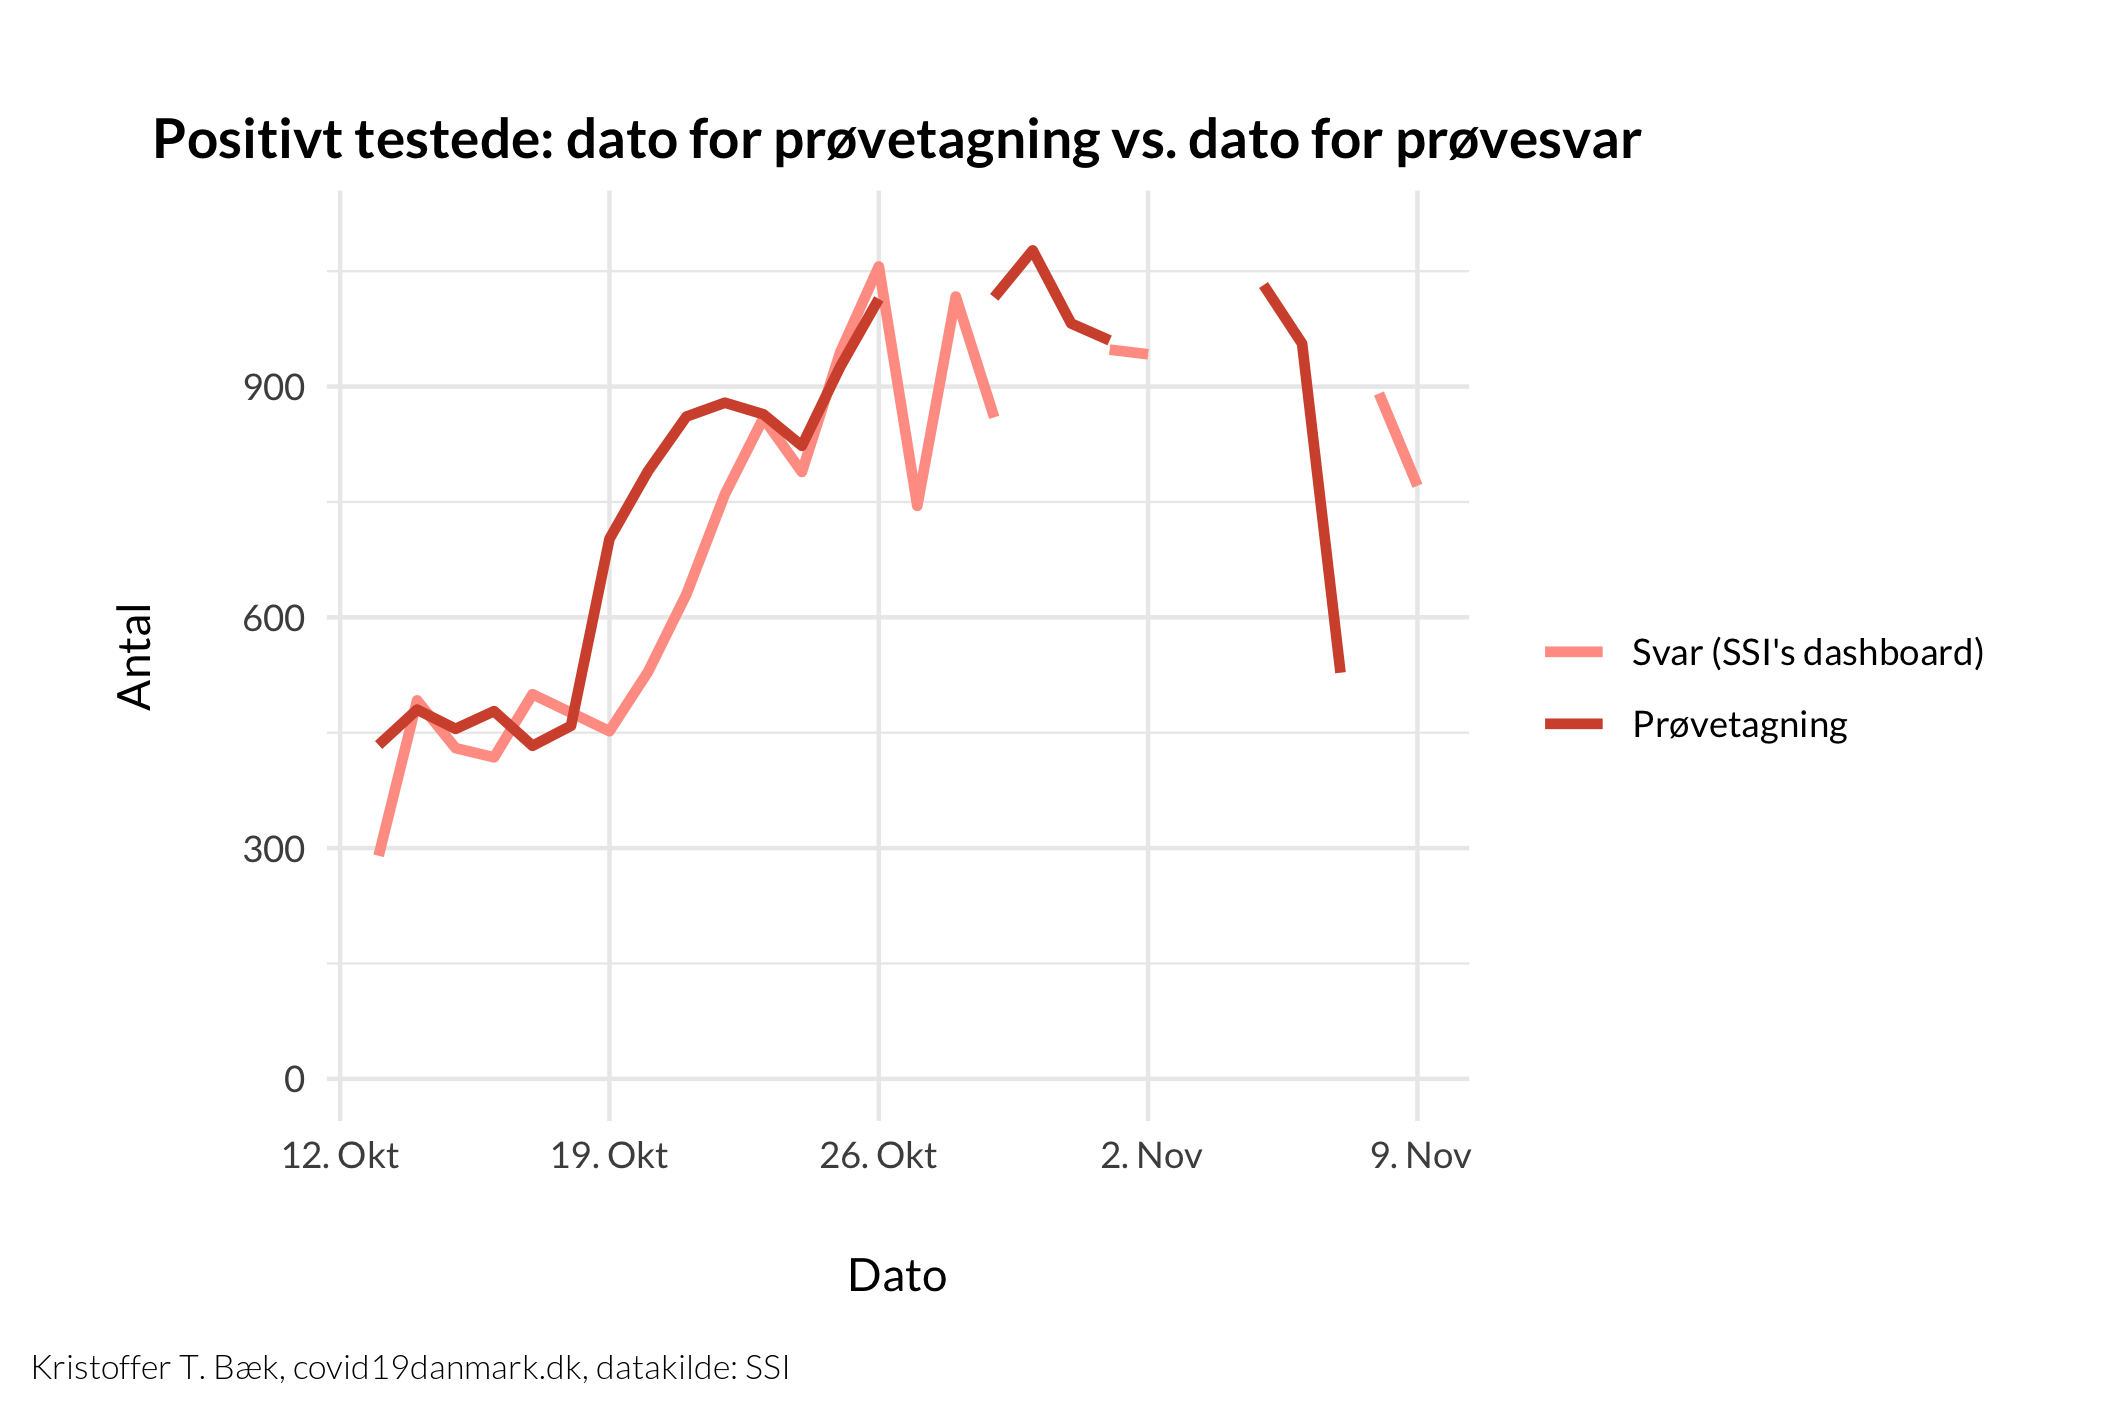 Positivt testede: dato for prøvetagning vs. dato for prøvesvar
Antal
900
600
300
0
12. Okt
19. Okt
26. Okt
2. Nov
9. Nov
Dato
Svar (SSI's dashboard)
Prøvetagning
Kristoffer T. Bæk, covid19danmark.dk, datakilde: SSI